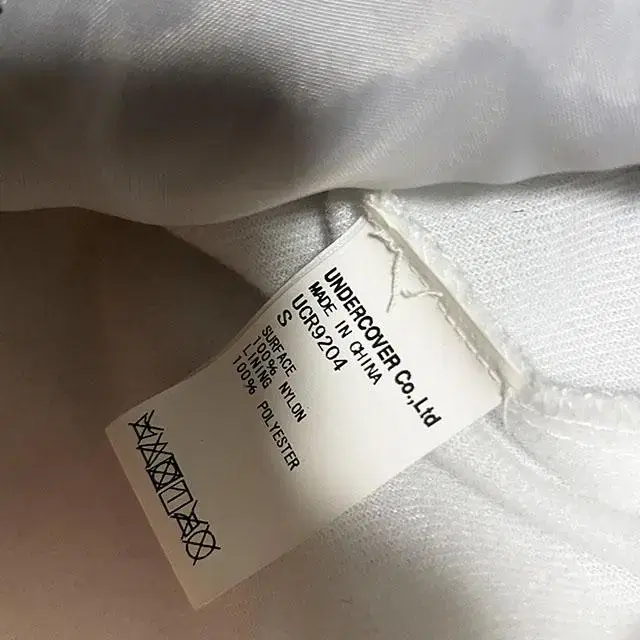 UNDERCOVER Co.,Ltd
MADE IN CHINA
UCR9204
S
SURFACE
100% NYLON
LINING
100% POLYESTER